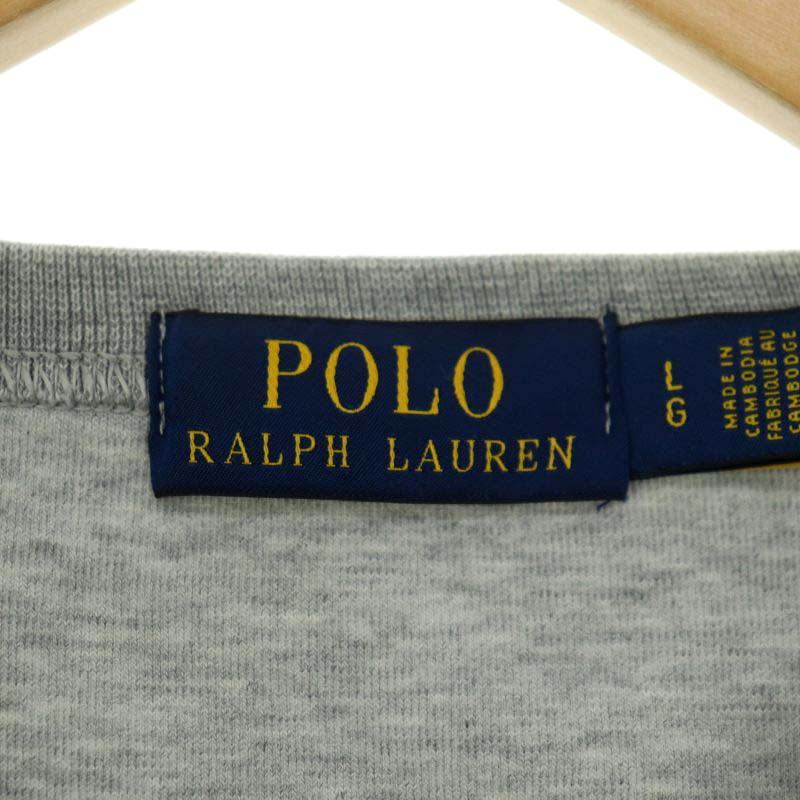 POLO
RALPH LAUREN
L
G
MADE IN
CAMBODIA
FABRIQUÉ AU
CAMBODGE